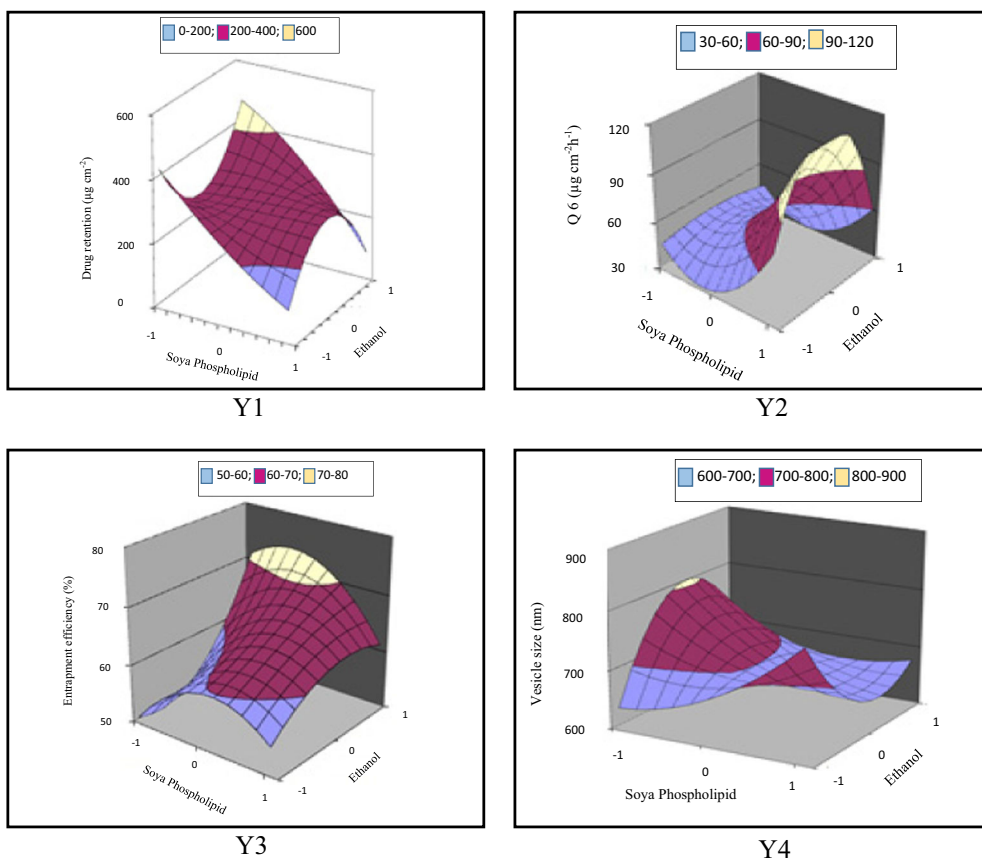 0-200; 200-400; 600
600
400
200
0
Drug retention (µg cm-2)
-1
0
1
Soya Phospholipid
-1
0
1
Ethanol
Y1
30-60; 60-90; 90-120
120
90
60
30
Q 6 (µg cm-2h-1)
-1
0
1
Soya Phospholipid
-1
0
1
Ethanol
Y2
50-60; 60-70; 70-80
80
70
60
50
Entrapment efficiency (%)
-1
0
1
Soya Phospholipid
-1
0
1
Ethanol
Y3
600-700; 700-800; 800-900
900
800
700
600
Vesicle size (nm)
-1
0
1
Soya Phospholipid
-1
0
1
Ethanol
Y4